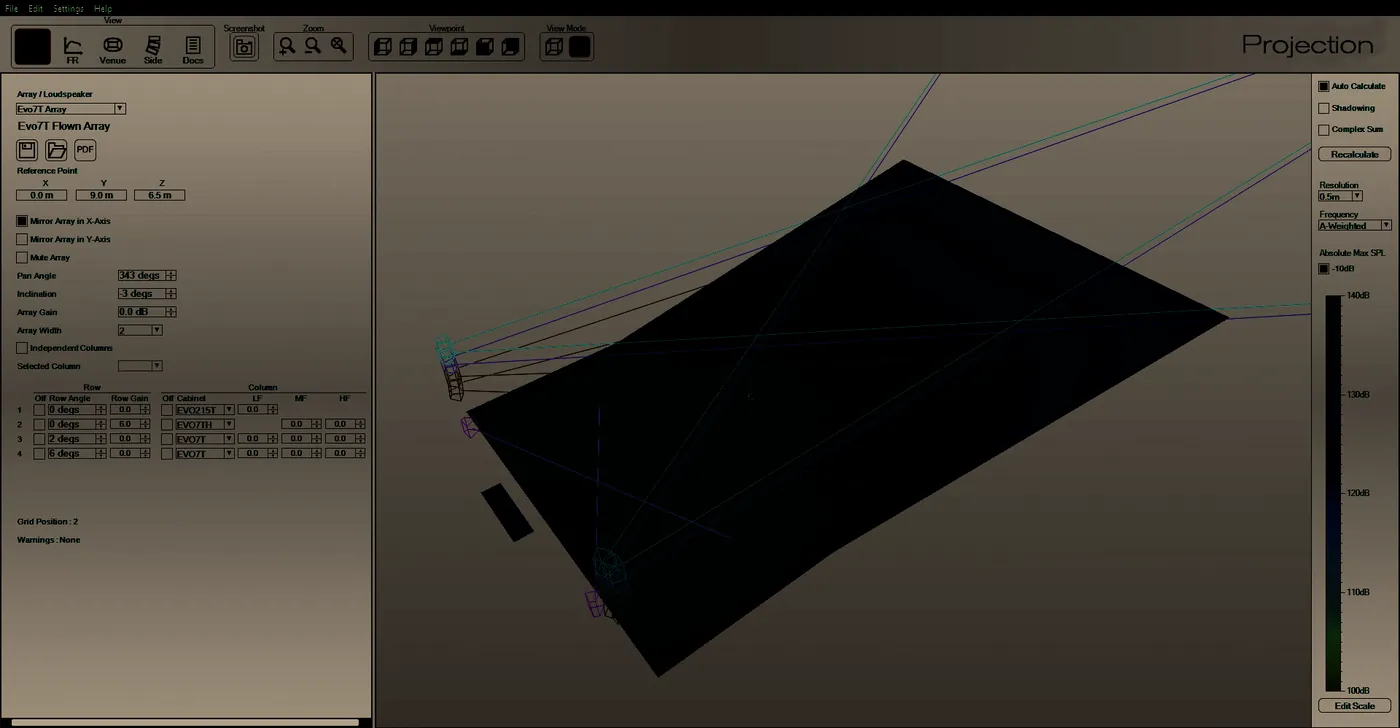 File Edit Settings Help
View
FR Venue Side Docs
Screenshot
Zoom
Viewpoint
View Mode
Projection
Array / Loudspeaker
Evo7T Array
Evo7T Flown Array
PDF
Reference Point
X Y Z
0.0 m 9.0 m 6.5 m
Mirror Array in X-Axis
Mirror Array in Y-Axis
Mute Array
Pan Angle 343 degs
Inclination -3 degs
Array Gain 0.0 dB
Array Width 2
Independent Columns
Selected Column
Row Column
Off Row Angle Row Gain Off Cabinet LF MF HF
1 0 degs 0.0 EVO215T 0.0
2 0 degs 6.0 EVO7TH 0.0 0.0
3 2 degs 0.0 EVO7T 0.0 0.0 0.0
4 6 degs 0.0 EVO7T 0.0 0.0 0.0
Grid Position : 2
Warnings : None
Auto Calculate
Shadowing
Complex Sum
Recalculate
Resolution
0.5m
Frequency
A-Weighted
Absolute Max SPL
-10dB
140dB
130dB
120dB
110dB
100dB
Edit Scale